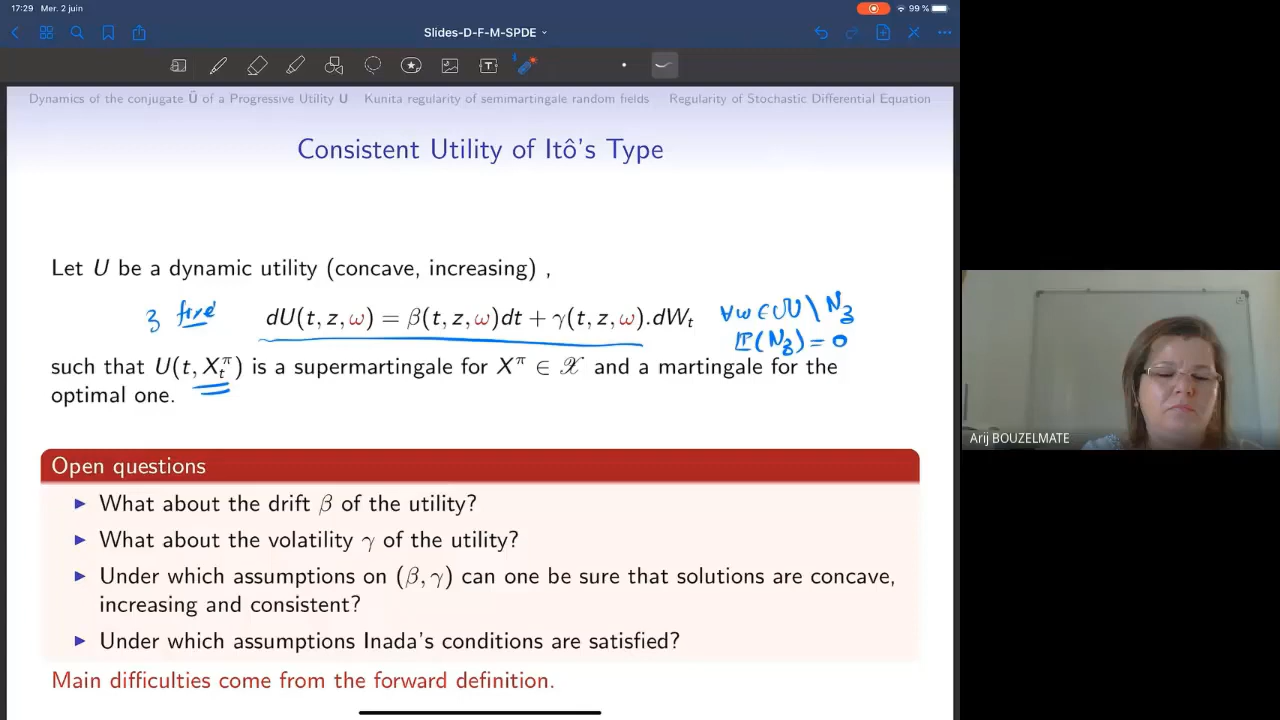 17:29 Mer. 2 juin
99 %
Slides-D-F-M-SPDE
Dynamics of the conjugate Ũ of a Progressive Utility U Kunita regularity of semimartingale random fields Regularity of Stochastic Differential Equation
Consistent Utility of Itô's Type
Let U be a dynamic utility (concave, increasing) ,
z fixé dU(t, z, ω) = β(t, z, ω)dt + γ(t, z, ω).dWₜ ∀ω ∈ Ω \ N_z
ℙ(N_z) = 0
such that U(t, Xₜ^π) is a supermartingale for X^π ∈ 𝒳 and a martingale for the
optimal one.
Open questions
▶ What about the drift β of the utility?
▶ What about the volatility γ of the utility?
▶ Under which assumptions on (β, γ) can one be sure that solutions are concave,
increasing and consistent?
▶ Under which assumptions Inada's conditions are satisfied?
Main difficulties come from the forward definition.
Arij BOUZELMATE